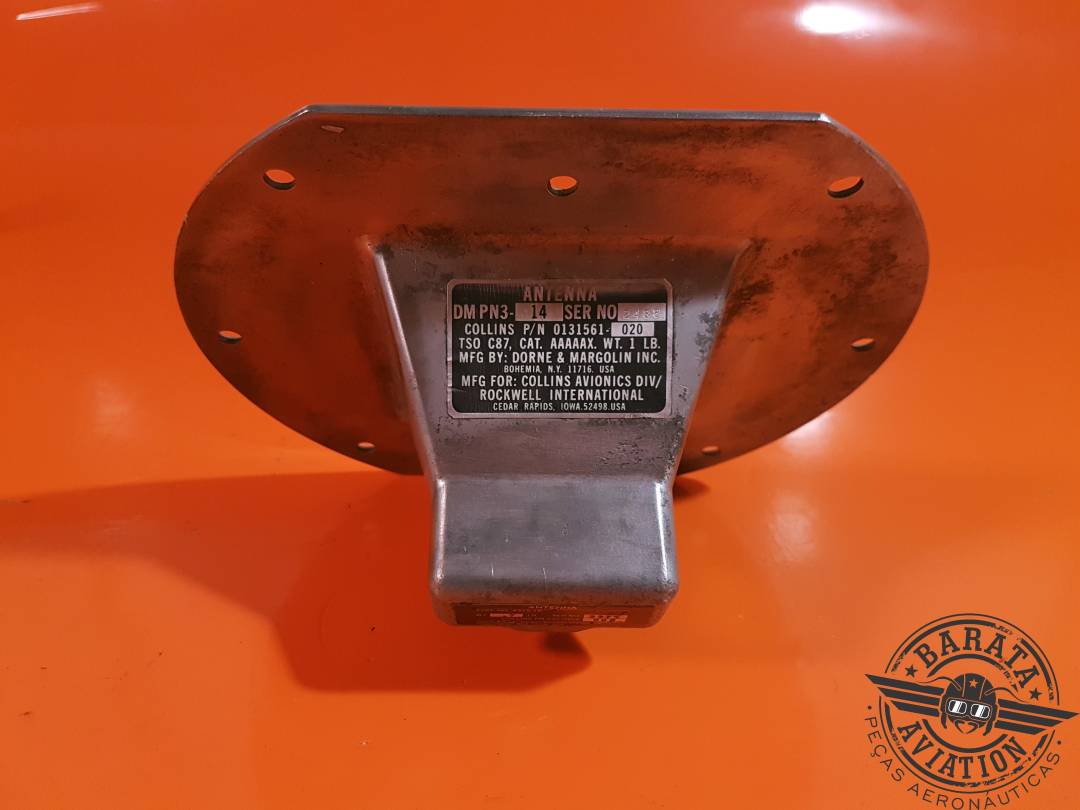 ANTENNA
DM PN3- 14 SER NO
COLLINS P/N 0131561- 020
TSO C87, CAT. AAAAAX. WT. 1 LB.
MFG BY: DORNE & MARGOLIN INC.
BOHEMIA, N.Y. 11716. USA
MFG FOR: COLLINS AVIONICS DIV/
ROCKWELL INTERNATIONAL
CEDAR RAPIDS, IOWA.52498.USA
ANTENNA
BARATA
AVIATION
• PEÇAS AERONÁUTICAS •